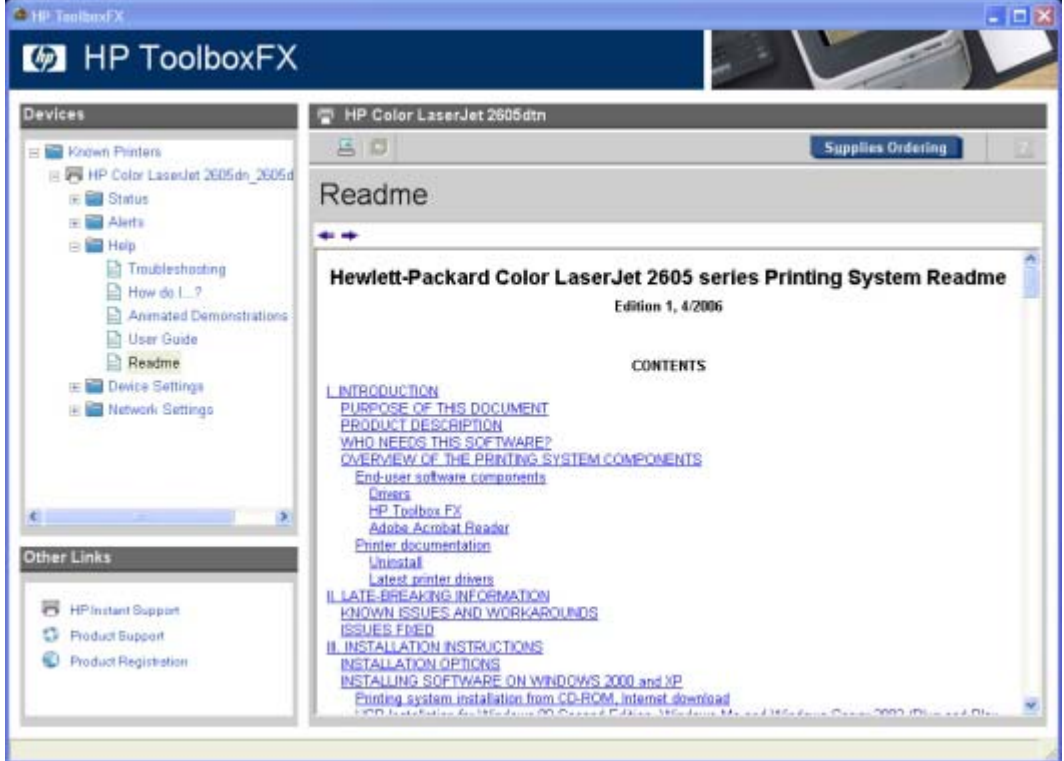 HP ToolboxFX
hp HP ToolboxFX
Devices
Known Printers
HP Color LaserJet 2605dn_2605d
Status
Alerts
Help
Troubleshooting
How do I...?
Animated Demonstrations
User Guide
Readme
Device Settings
Network Settings
Other Links
HP Instant Support
Product Support
Product Registration
HP Color LaserJet 2605dtn
Supplies Ordering
?
Readme
Hewlett-Packard Color LaserJet 2605 series Printing System Readme
Edition 1, 4/2006
CONTENTS
I. INTRODUCTION
PURPOSE OF THIS DOCUMENT
PRODUCT DESCRIPTION
WHO NEEDS THIS SOFTWARE?
OVERVIEW OF THE PRINTING SYSTEM COMPONENTS
End-user software components
Drivers
HP Toolbox FX
Adobe Acrobat Reader
Printer documentation
Uninstall
Latest printer drivers
II. LATE-BREAKING INFORMATION
KNOWN ISSUES AND WORKAROUNDS
ISSUES FIXED
III. INSTALLATION INSTRUCTIONS
INSTALLATION OPTIONS
INSTALLING SOFTWARE ON WINDOWS 2000 and XP
Printing system installation from CD-ROM, Internet download